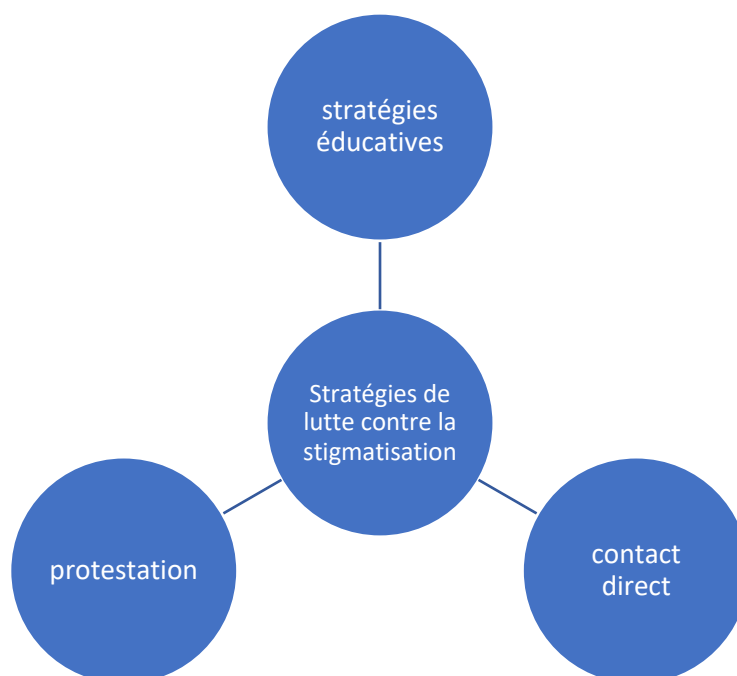 stratégies
éducatives
Stratégies de
lutte contre la
stigmatisation
protestation
contact
direct